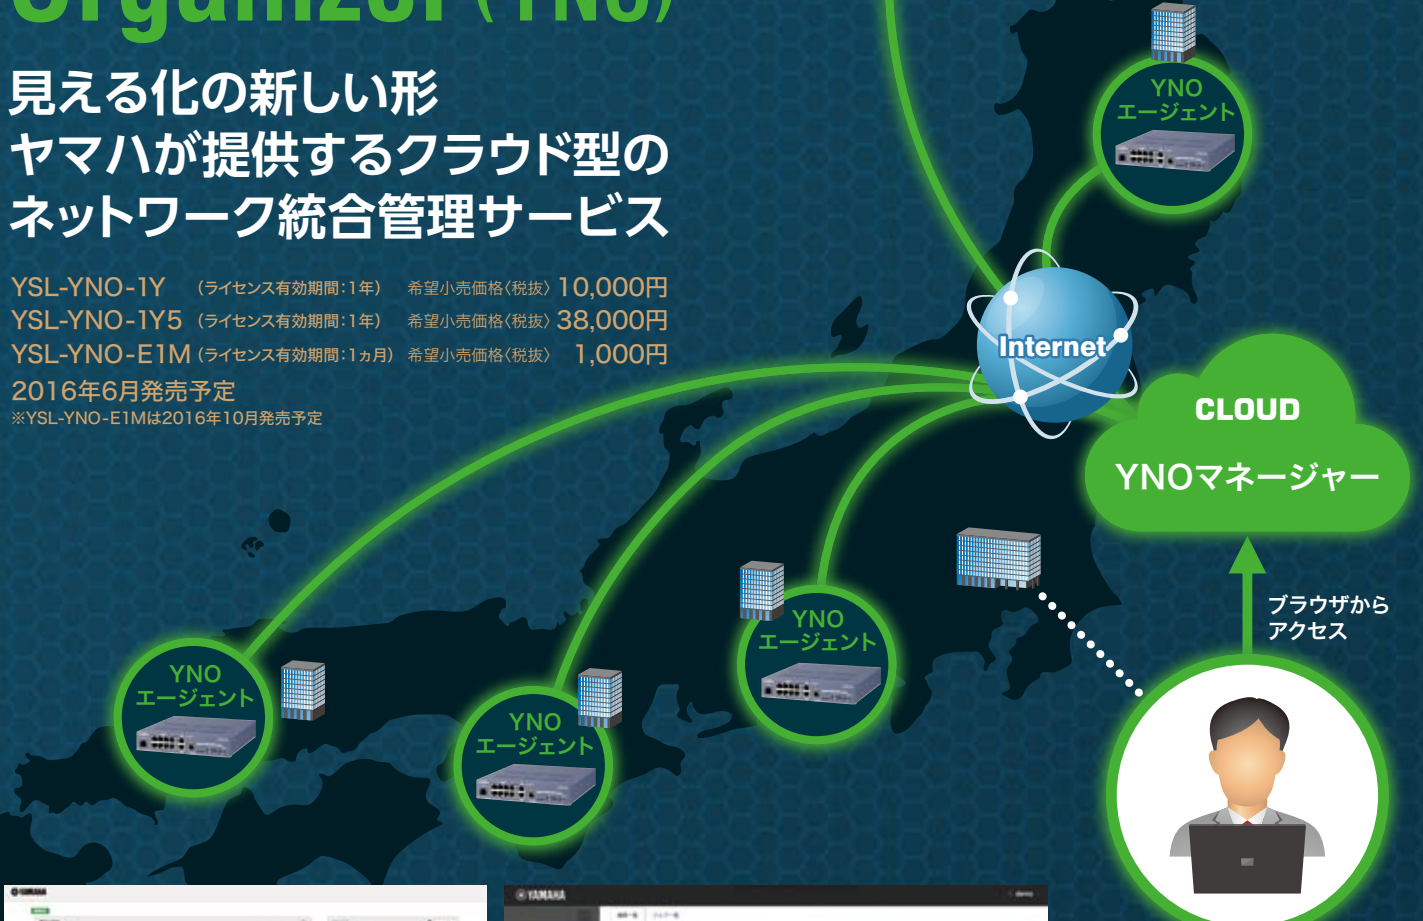 Organizer (YNO)
見える化の新しい形
ヤマハが提供するクラウド型の
ネットワーク統合管理サービス
YSL-YNO-1Y （ライセンス有効期間：1年） 希望小売価格〈税抜〉 10,000円
YSL-YNO-1Y5 （ライセンス有効期間：1年） 希望小売価格〈税抜〉 38,000円
YSL-YNO-E1M （ライセンス有効期間：1ヵ月） 希望小売価格〈税抜〉 1,000円
2016年6月発売予定
※YSL-YNO-E1Mは2016年10月発売予定
YNO
エージェント
Internet
CLOUD
YNOマネージャー
ブラウザから
アクセス
YNO
エージェント
YNO
エージェント
YNO
エージェント
YAMAHA
YAMAHA
demo